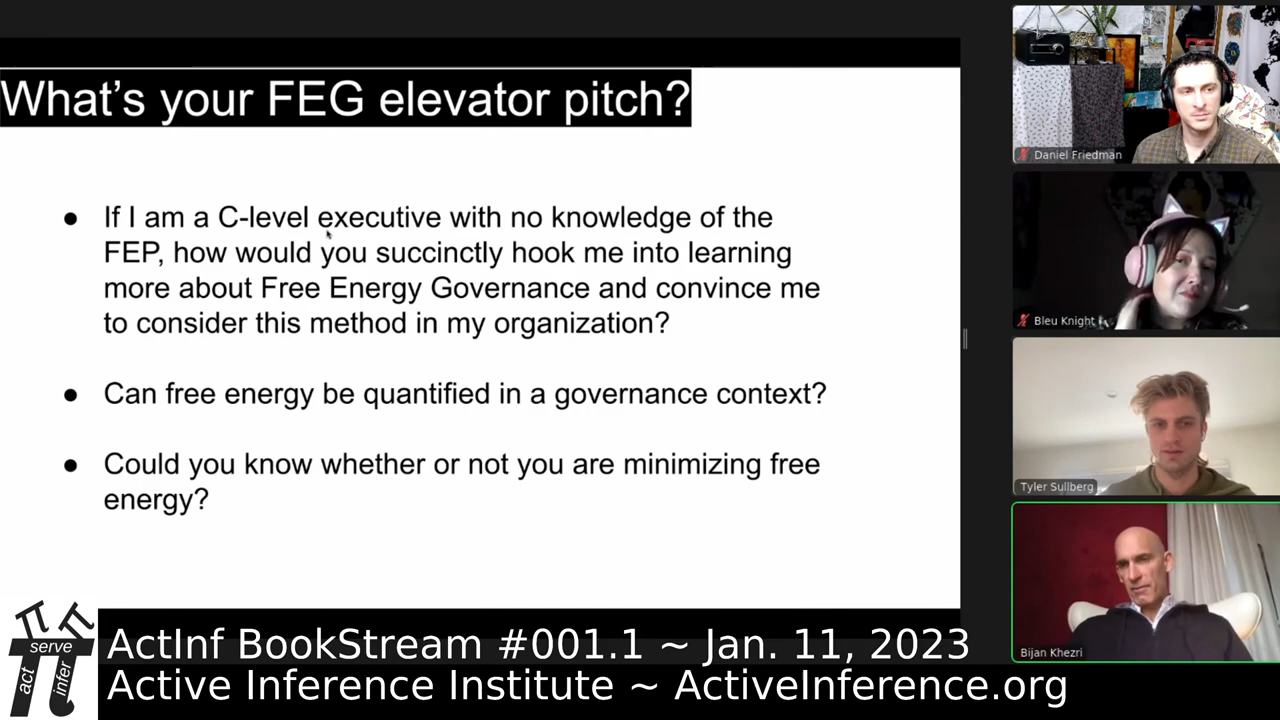 What's your FEG elevator pitch?
● If I am a C-level executive with no knowledge of the
FEP, how would you succinctly hook me into learning
more about Free Energy Governance and convince me
to consider this method in my organization?
● Can free energy be quantified in a governance context?
● Could you know whether or not you are minimizing free
energy?
Daniel Friedman
Bleu Knight
Tyler Sullberg
Bijan Khezri
act
serve
infer
ActInf BookStream #001.1 ~ Jan. 11, 2023
Active Inference Institute ~ ActiveInference.org